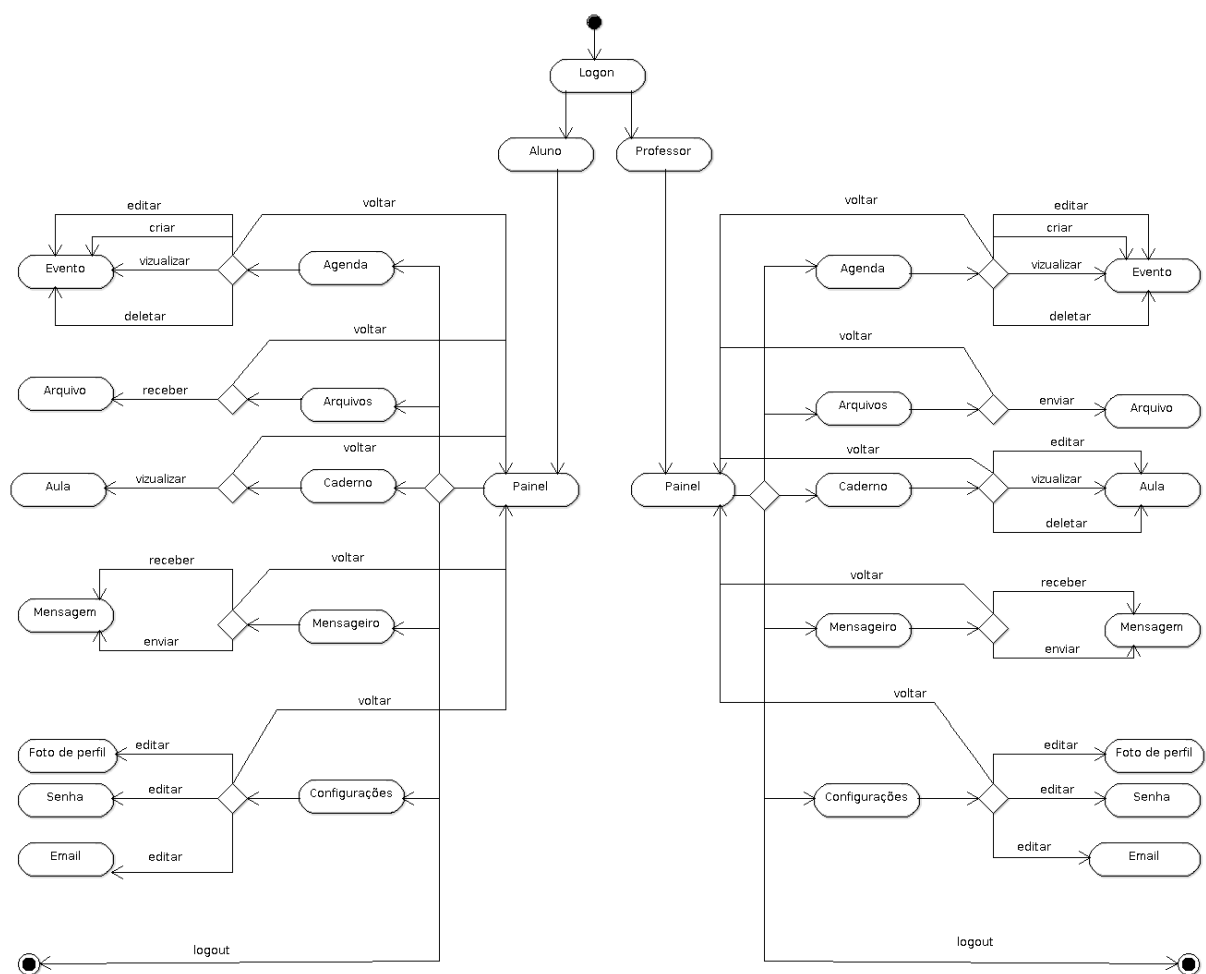 Logon
Aluno
Professor
editar
voltar
criar
Evento
vizualizar
Agenda
deletar
voltar
Arquivo
receber
Arquivos
voltar
Aula
vizualizar
Caderno
Painel
receber
voltar
Mensagem
Mensageiro
enviar
voltar
Foto de perfil
editar
Senha
editar
Configurações
Email
editar
logout
voltar
editar
criar
Agenda
vizualizar
Evento
deletar
voltar
Arquivos
enviar
Arquivo
voltar
editar
Painel
Caderno
vizualizar
Aula
deletar
voltar
receber
Mensageiro
Mensagem
enviar
voltar
editar
Foto de perfil
Configurações
editar
Senha
editar
Email
logout